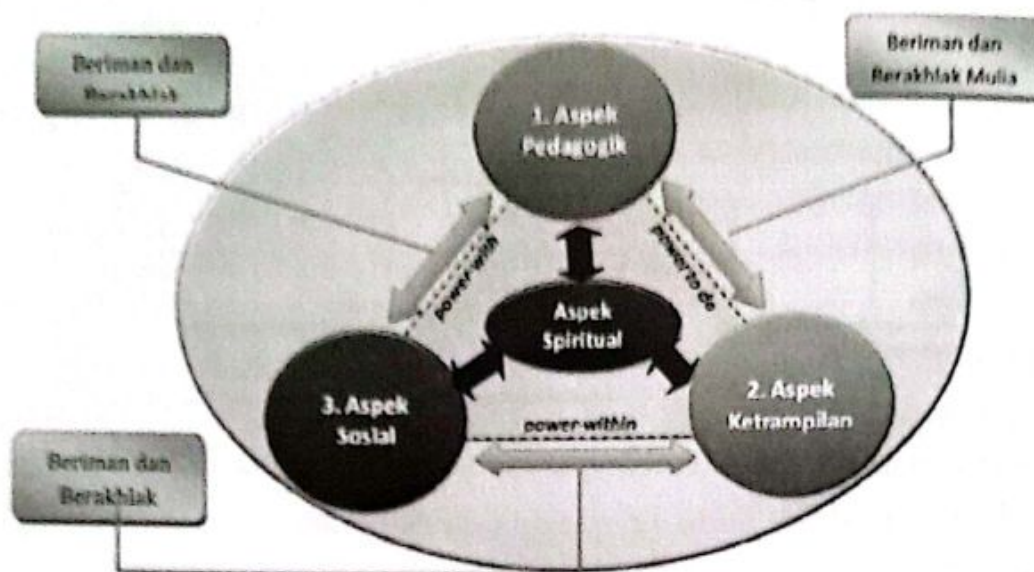 Beriman dan
Berakhlak
Beriman dan
Berakhlak Mulia
1. Aspek
Pedagogik
power-with
power to do
Aspek
Spiritual
3. Aspek
Sosial
power-within
2. Aspek
Ketrampilan
Beriman dan
Berakhlak